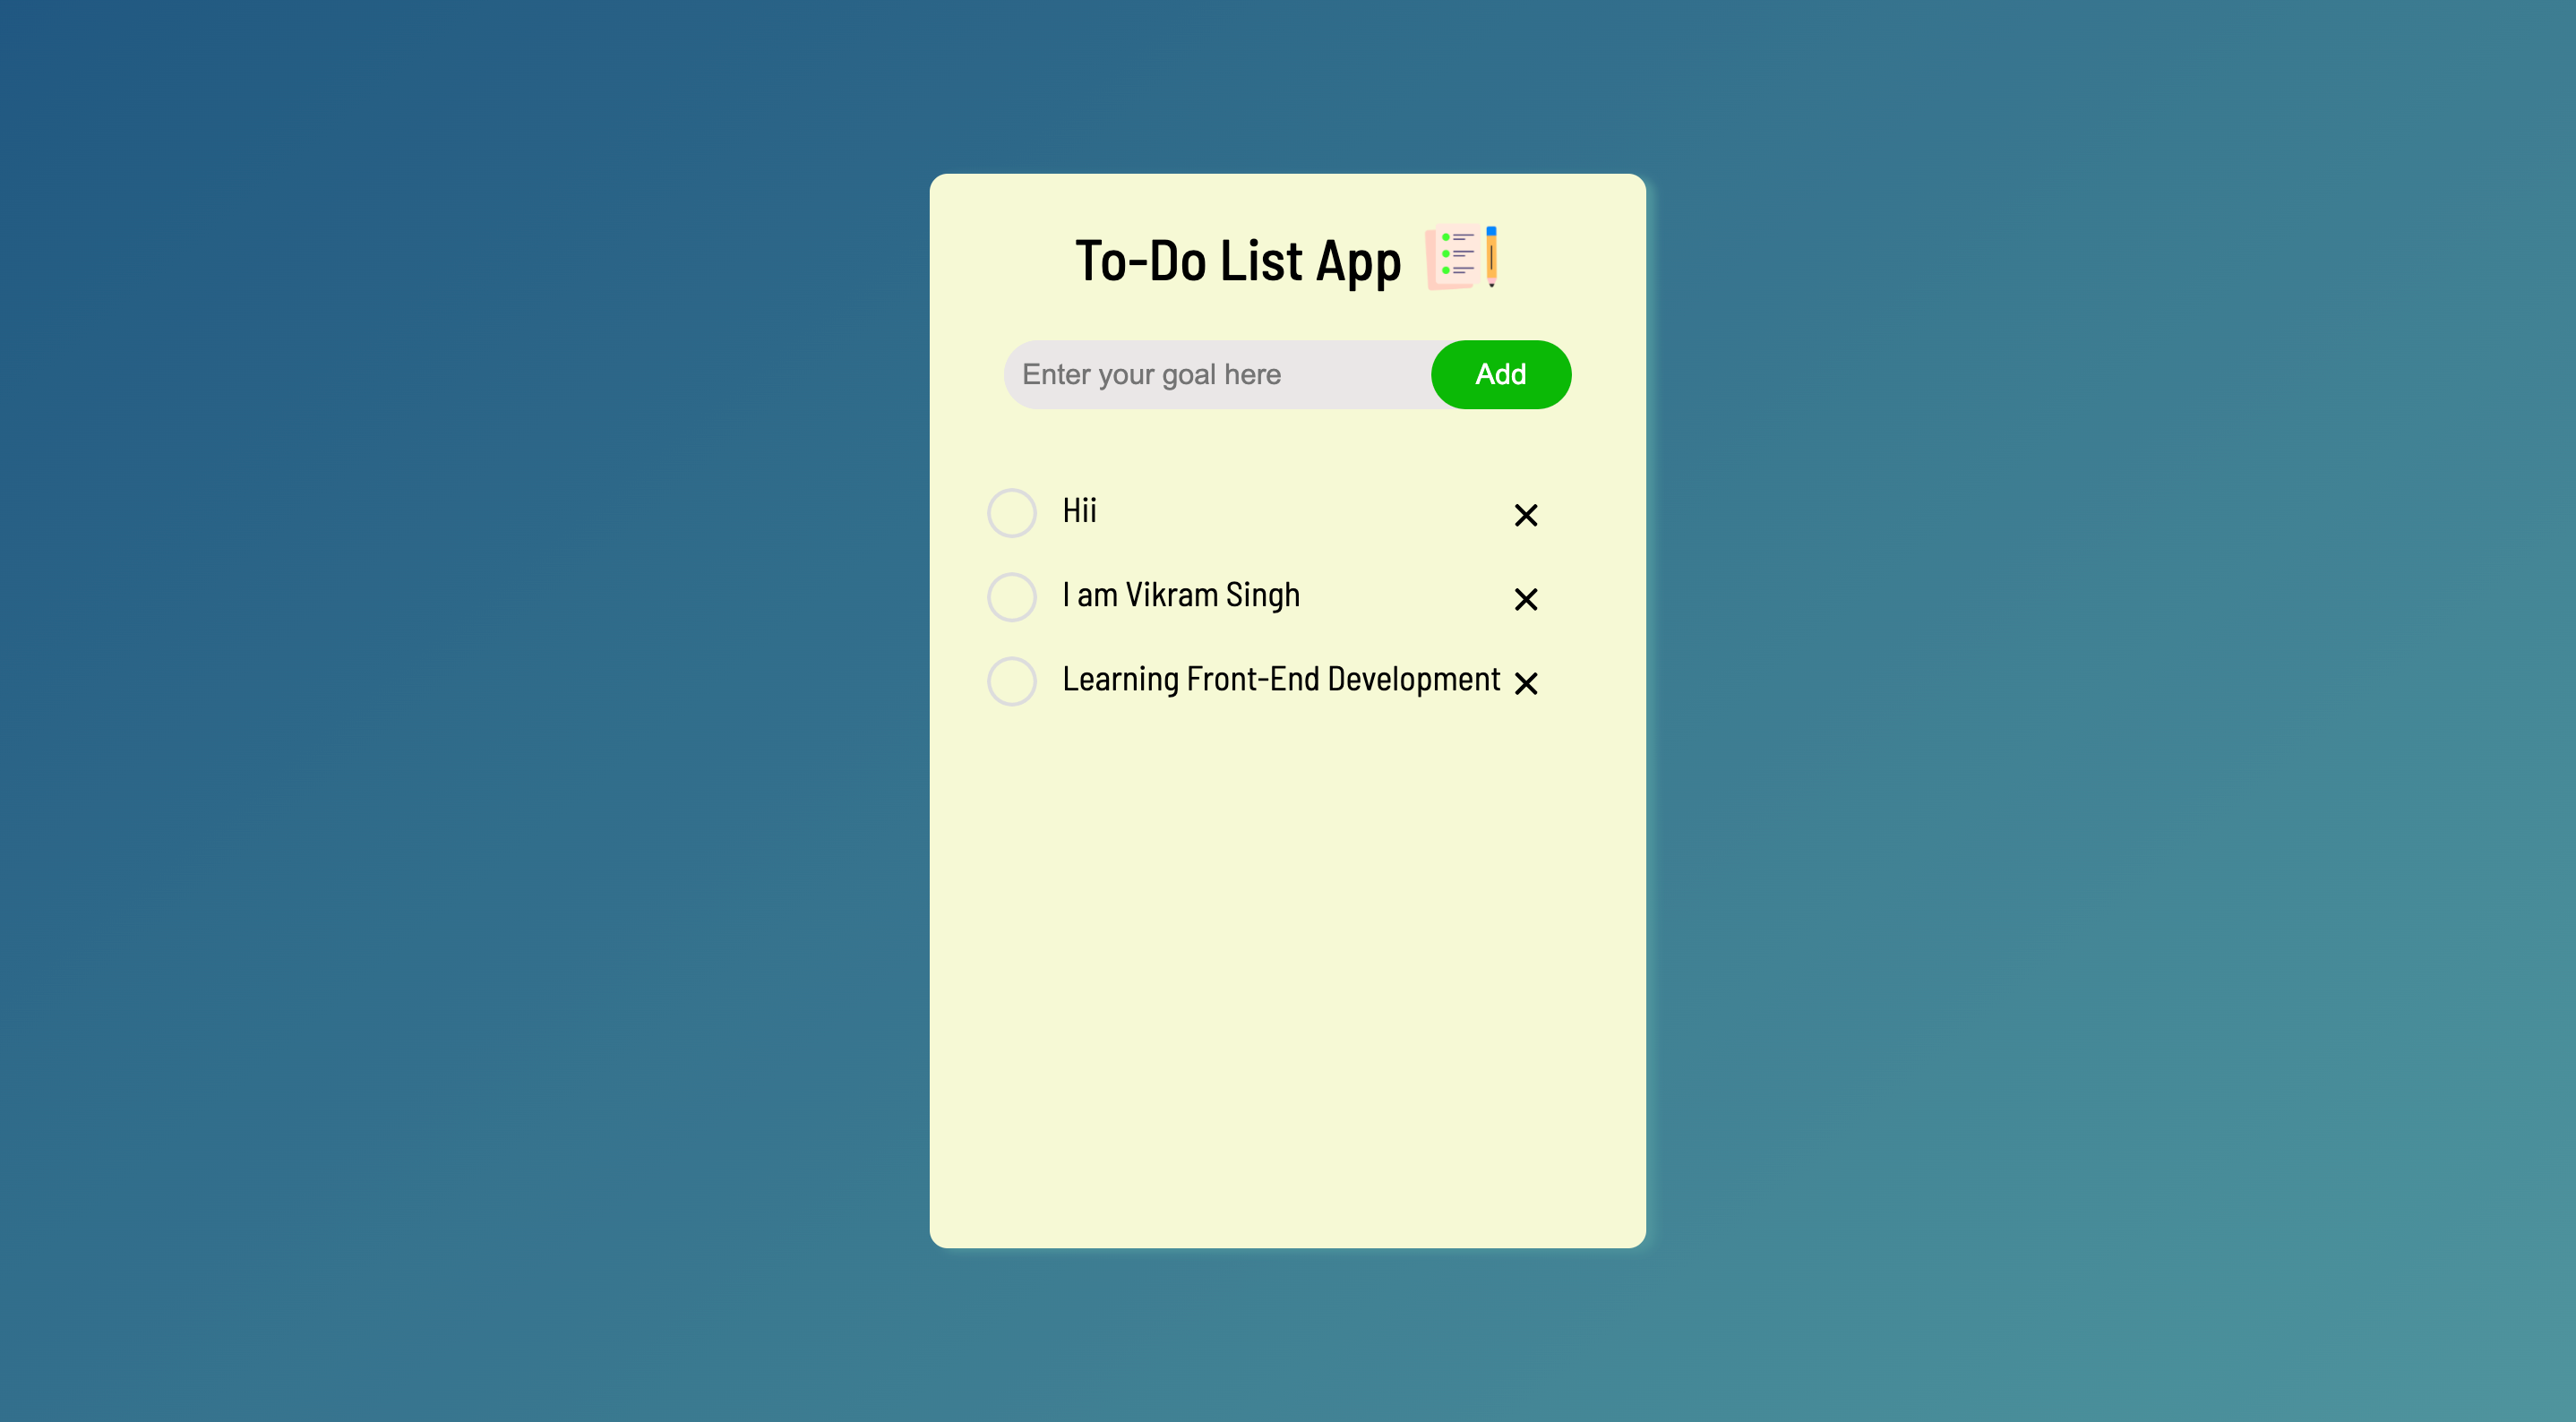 To-Do List App
Enter your goal here
Add
Hii
I am Vikram Singh
Learning Front-End Development